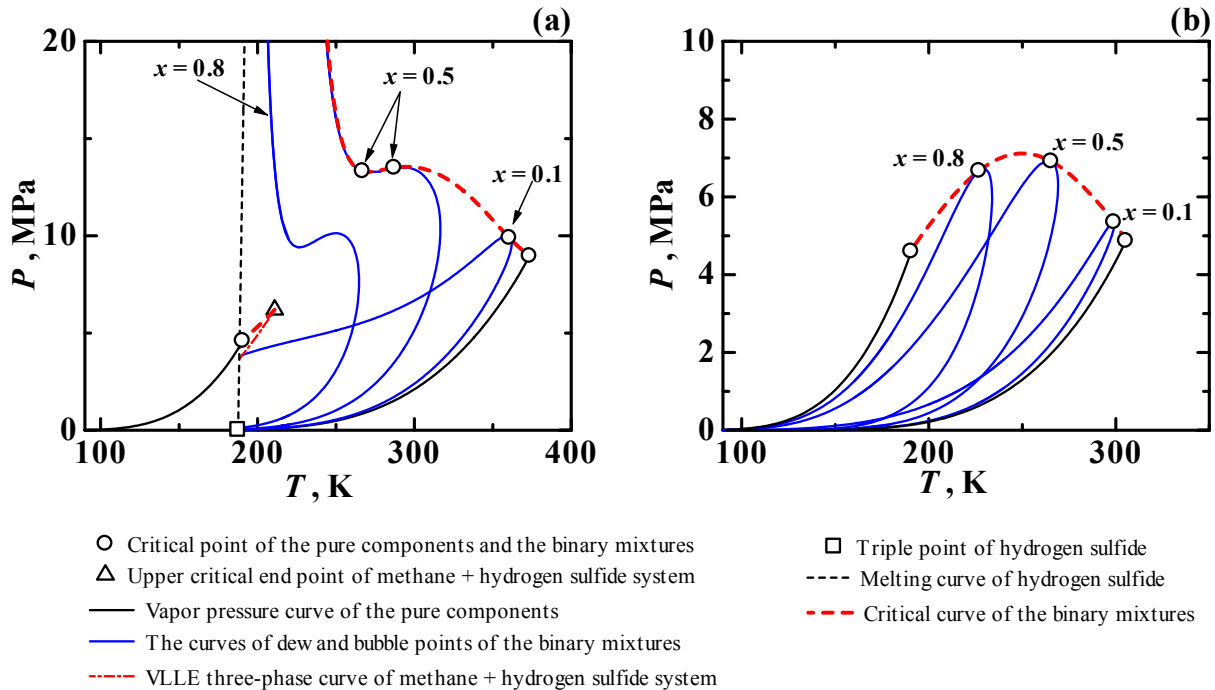 (a)
(b)
20
15
10
5
0
P, MPa
x = 0.8
x = 0.5
x = 0.1
100
200
300
400
T, K
10
8
6
4
2
0
P, MPa
x = 0.8
x = 0.5
x = 0.1
100
200
300
T, K
Critical point of the pure components and the binary mixtures
Upper critical end point of methane + hydrogen sulfide system
Vapor pressure curve of the pure components
The curves of dew and bubble points of the binary mixtures
VLLE three-phase curve of methane + hydrogen sulfide system
Triple point of hydrogen sulfide
Melting curve of hydrogen sulfide
Critical curve of the binary mixtures